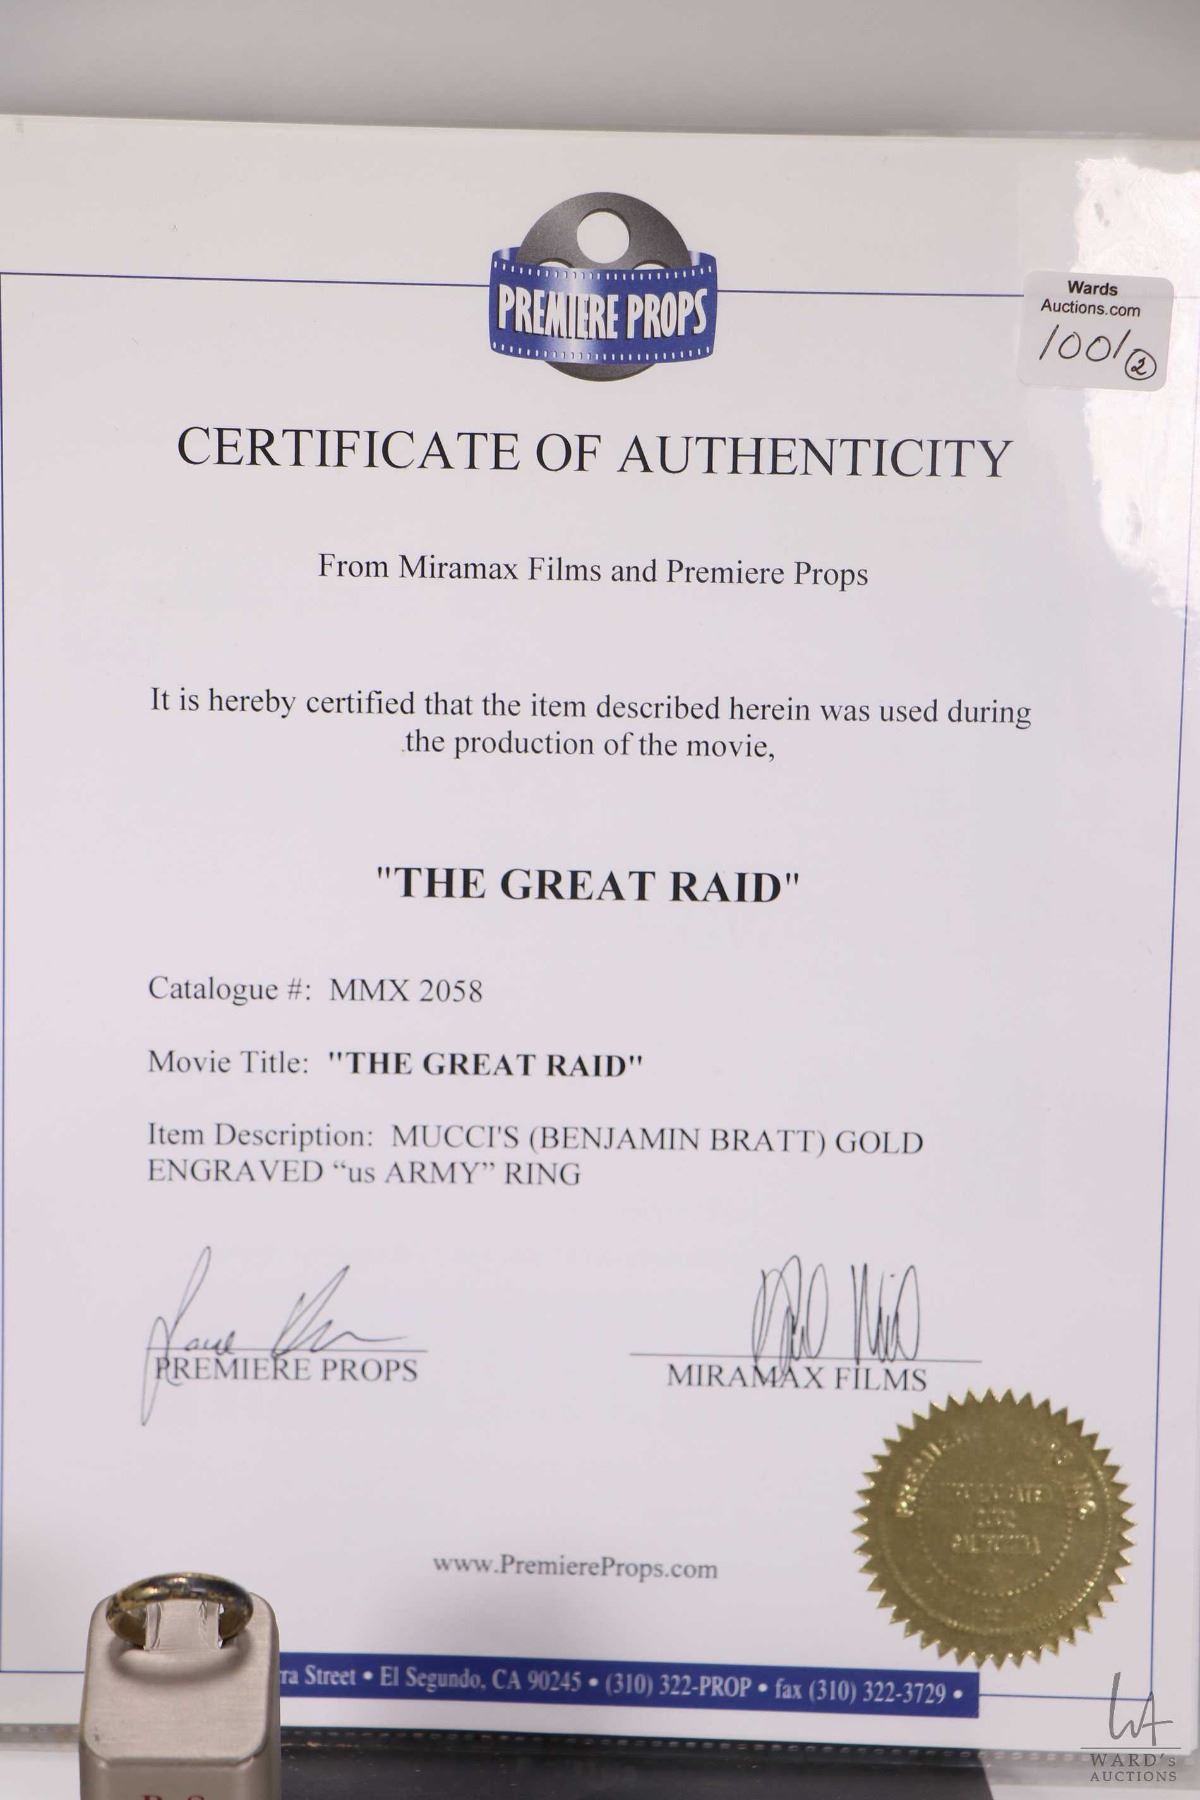 PREMIERE PROPS
Wards
Auctions.com
1001 2
CERTIFICATE OF AUTHENTICITY
From Miramax Films and Premiere Props
It is hereby certified that the item described herein was used during
the production of the movie,
"THE GREAT RAID"
Catalogue #: MMX 2058
Movie Title: "THE GREAT RAID"
Item Description: MUCCI'S (BENJAMIN BRATT) GOLD
ENGRAVED “us ARMY” RING
PREMIERE PROPS
MIRAMAX FILMS
www.PremiereProps.com
Street • El Segundo, CA 90245 • (310) 322-PROP • fax (310) 322-3729 •
WARD's
AUCTIONS